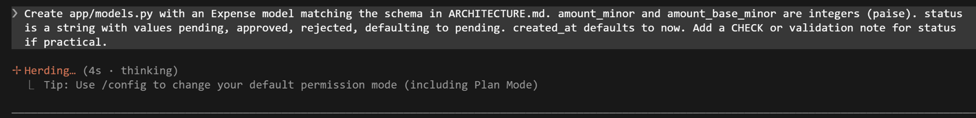 ❯ Create app/models.py with an Expense model matching the schema in ARCHITECTURE.md. amount_minor and amount_base_minor are integers (paise). status
is a string with values pending, approved, rejected, defaulting to pending. created_at defaults to now. Add a CHECK or validation note for status
if practical.
✢ Herding… (4s · thinking)
⎿ Tip: Use /config to change your default permission mode (including Plan Mode)